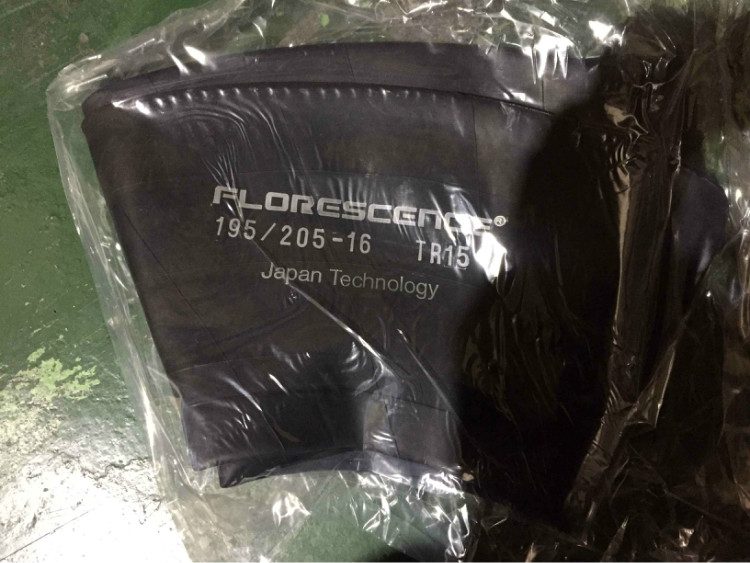 FLORESCENCE®
195/205-16 TR15
Japan Technology